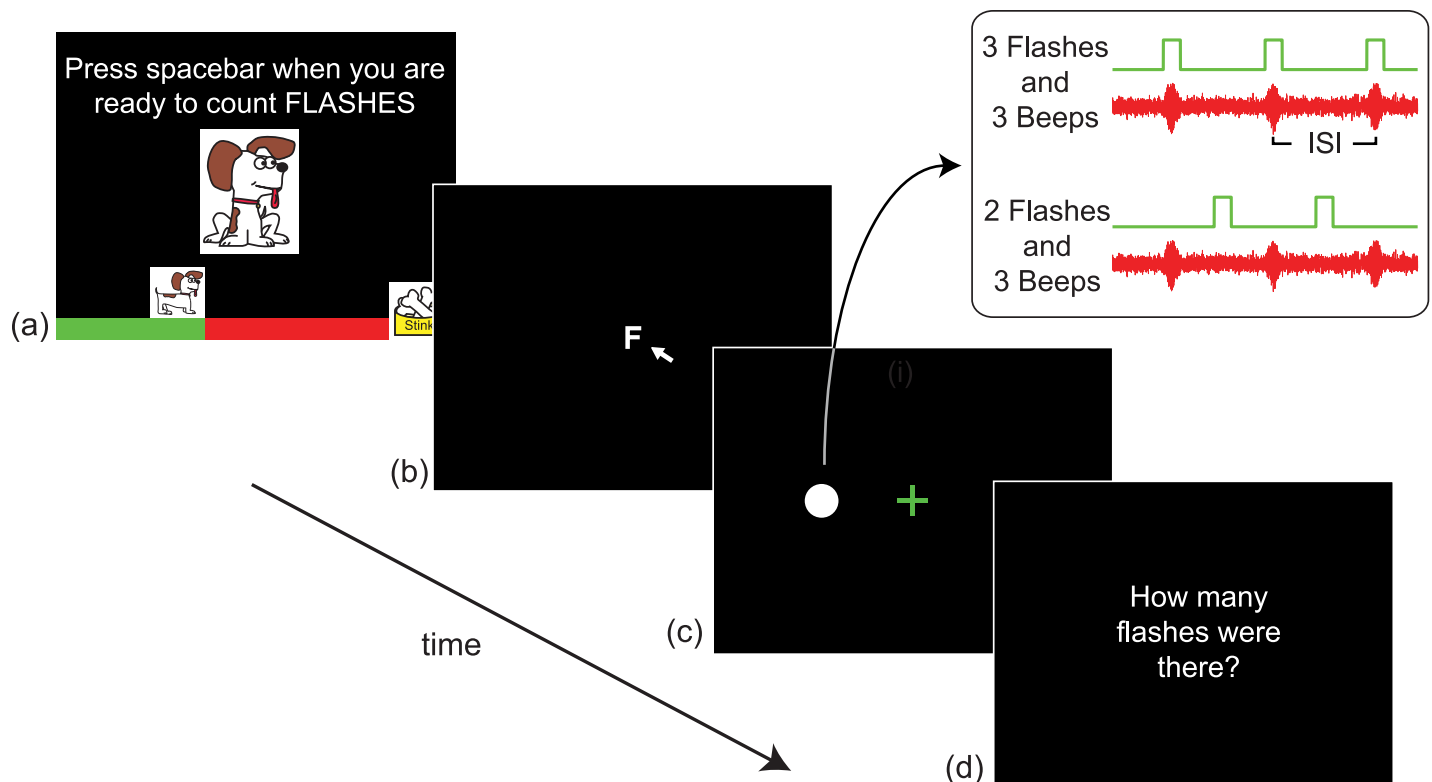 Press spacebar when you are
ready to count FLASHES
Stink
(a)
F
(b)
(i)
(c)
How many
flashes were
there?
(d)
time
3 Flashes
and
3 Beeps
ISI
2 Flashes
and
3 Beeps